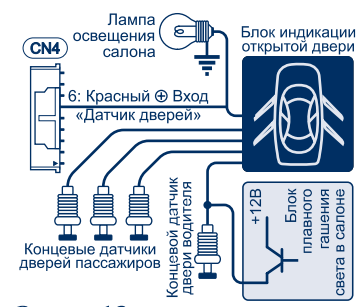 Лампа
освещения
салона
Блок индикации
открытой двери
CN4
6: Красный ⊕ Вход
«Датчик дверей»
Концевые датчики
дверей пассажиров
Концевой датчик
двери водителя
+12В
Блок
плавного
гашения
света в салоне